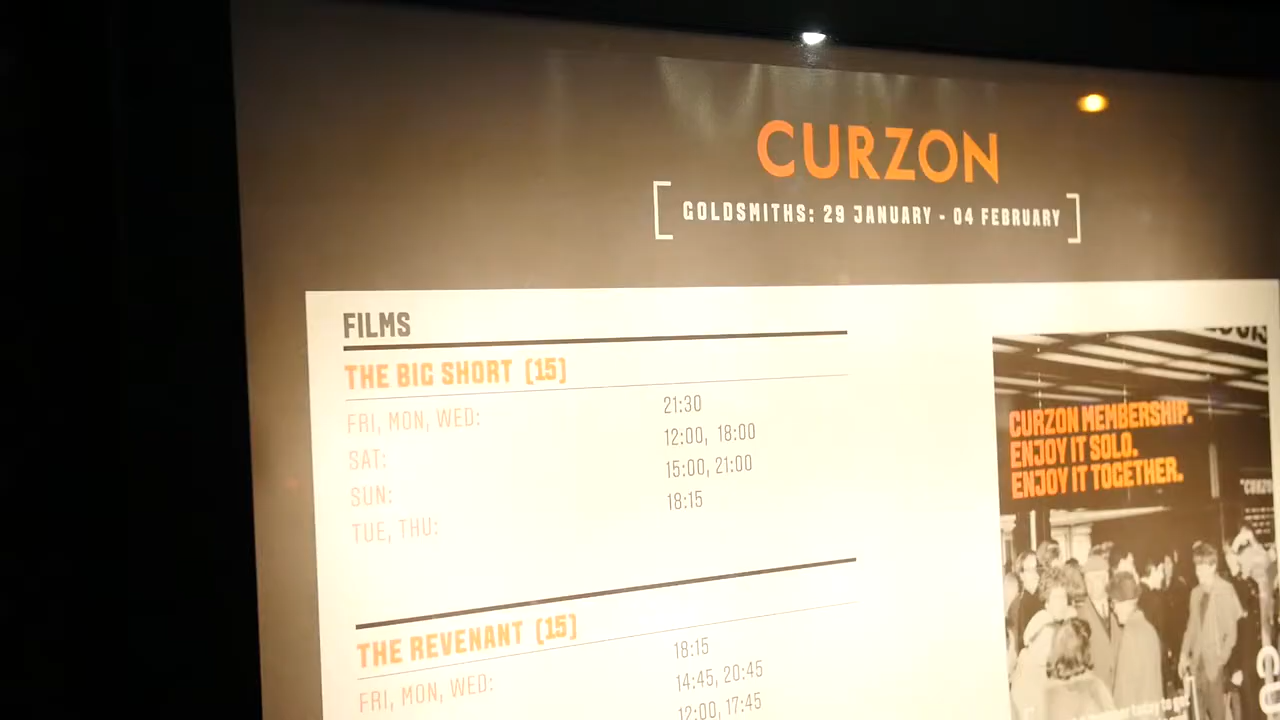 CURZON
GOLDSMITHS: 29 JANUARY - 04 FEBRUARY
FILMS
THE BIG SHORT (15)
FRI, MON, WED: 21:30
SAT: 12:00, 18:00
SUN: 15:00, 21:00
TUE, THU: 18:15
THE REVENANT (15)
FRI, MON, WED: 18:15
14:45, 20:45
12:00, 17:45
CURZON MEMBERSHIP.
ENJOY IT SOLO.
ENJOY IT TOGETHER.